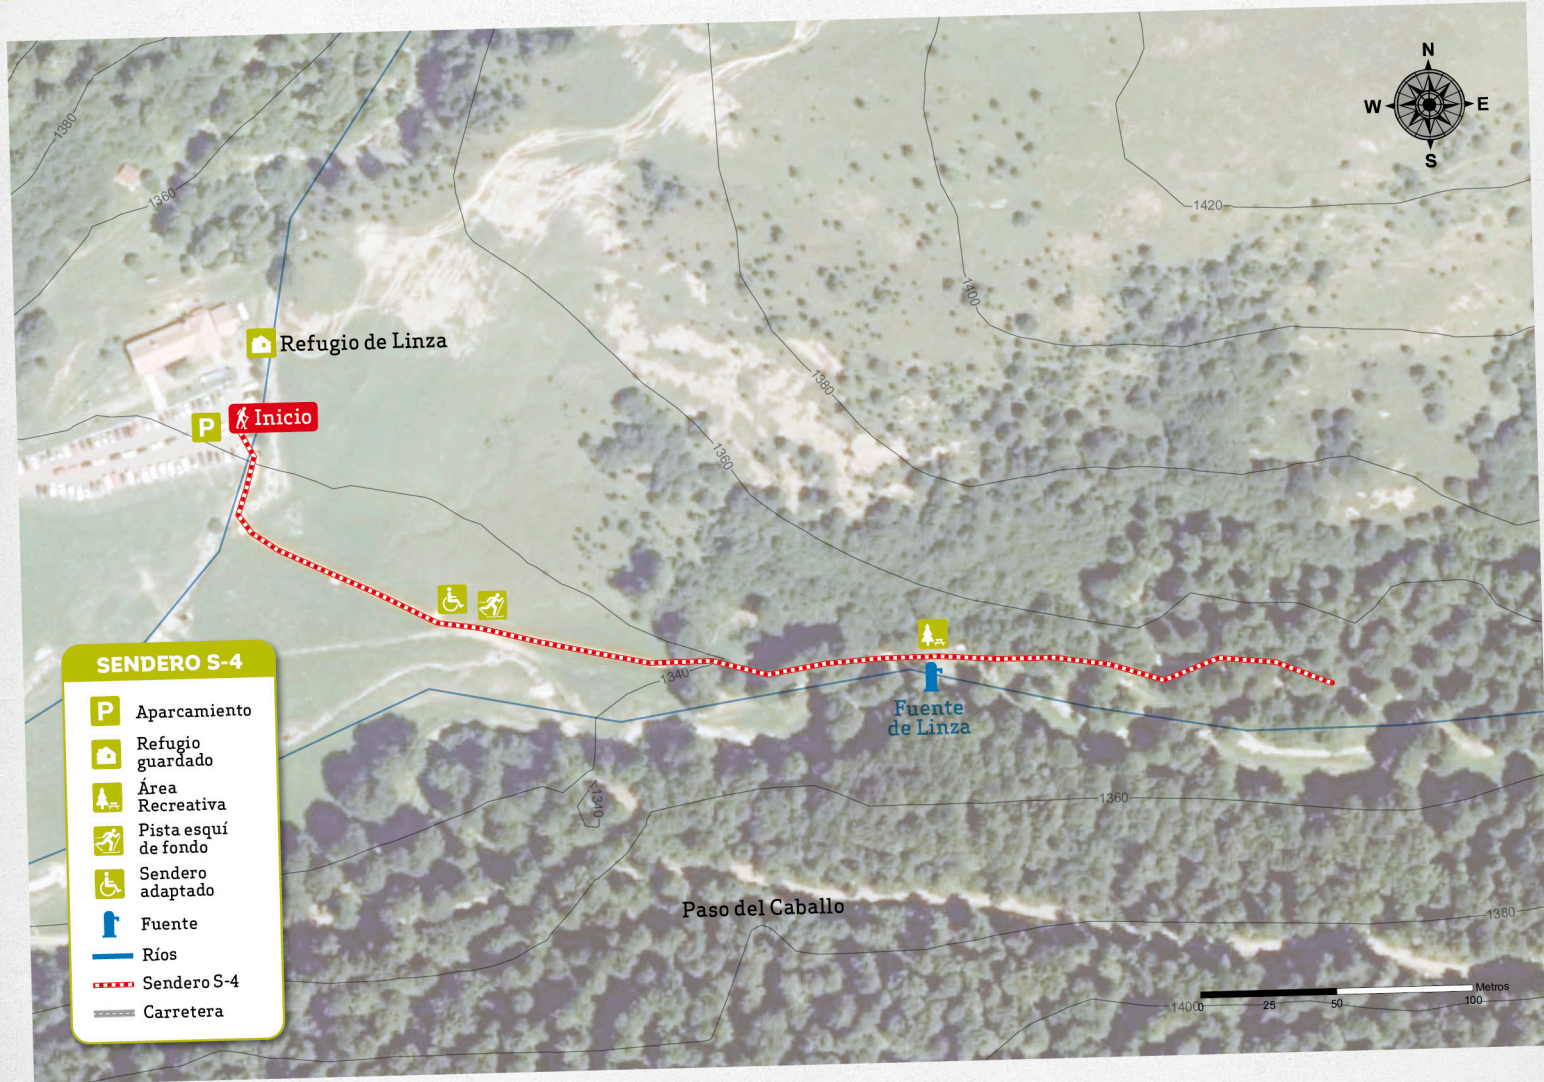 N
W E
S
1380
1360
1420
1400
Refugio de Linza
1380
P
Inicio
1360
1340
Fuente
de Linza
1340
1360
Paso del Caballo
1380
1400
Metros
0 25 50 100
SENDERO S-4
P Aparcamiento
Refugio
guardado
Área
Recreativa
Pista esquí
de fondo
Sendero
adaptado
Fuente
Ríos
Sendero S-4
Carretera